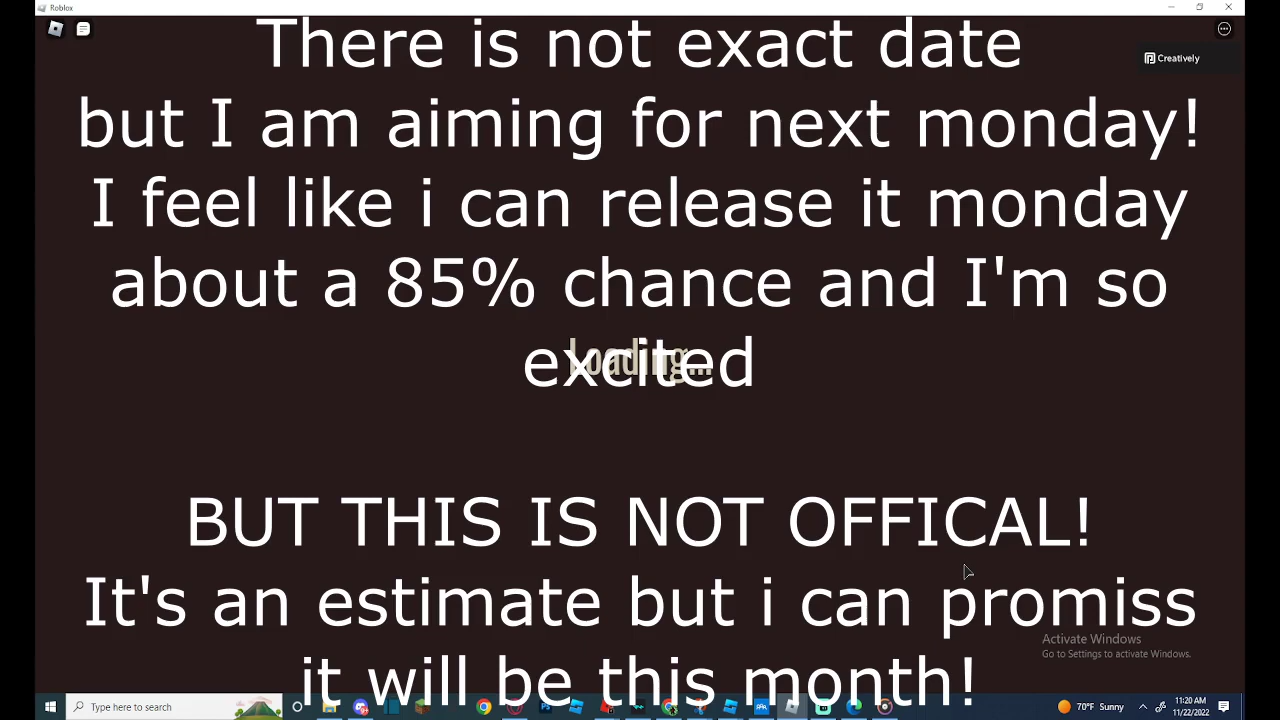 Roblox
There is not exact date
Creatively
but I am aiming for next monday!
I feel like i can release it monday
about a 85% chance and I'm so
excited
Loading...
BUT THIS IS NOT OFFICAL!
It's an estimate but i can promiss
Activate Windows
Go to Settings to activate Windows.
it will be this month!
Type here to search
70°F Sunny
11:20 AM
11/22/2022